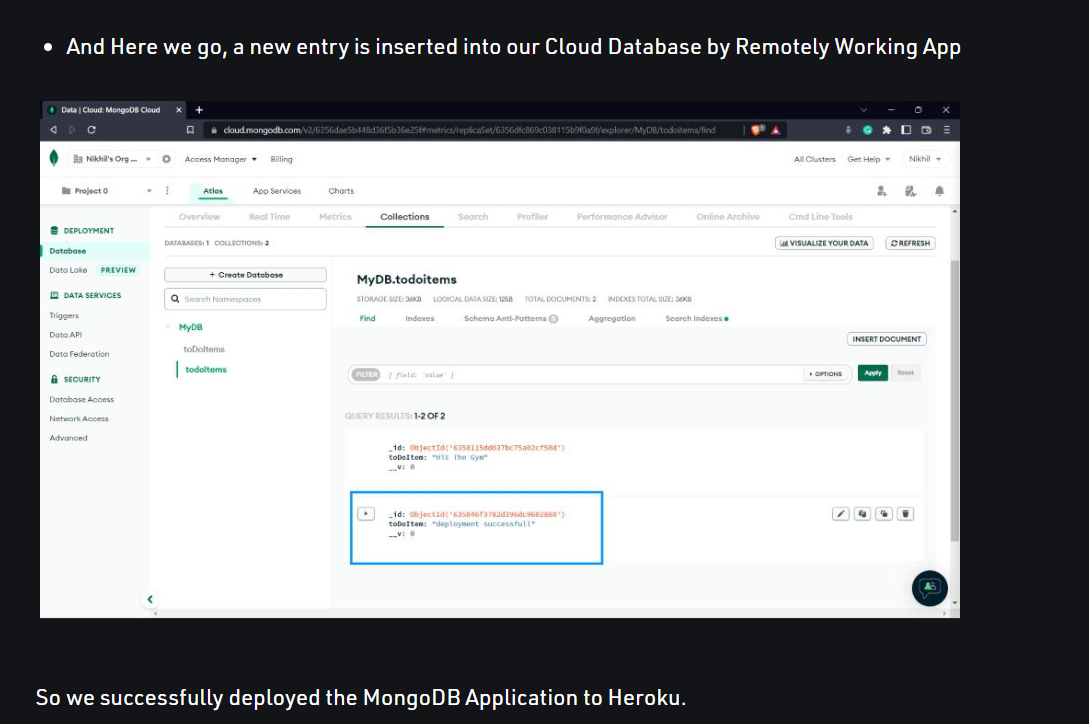 And Here we go, a new entry is inserted into our Cloud Database by Remotely Working App
Data | Cloud: MongoDB Cloud
cloud.mongodb.com/v2/6356dae5b448d36f5b36e25f#metrics/replicaSet/6356dfc869c038115b9f0a9f/explorer/MyDB/todoitems/find
Nikhil's Org ... Access Manager Billing All Clusters Get Help Nikhil
Project 0 Atlas App Services Charts
Overview Real Time Metrics Collections Search Profiler Performance Advisor Online Archive Cmd Line Tools
DEPLOYMENT
Database
Data Lake PREVIEW
DATA SERVICES
Triggers
Data API
Data Federation
SECURITY
Database Access
Network Access
Advanced
DATABASES: 1 COLLECTIONS: 2
VISUALIZE YOUR DATA REFRESH
+ Create Database
Search Namespaces
MyDB
toDoItems
todoitems
MyDB.todoitems
STORAGE SIZE: 36KB LOGICAL DATA SIZE: 125B TOTAL DOCUMENTS: 2 INDEXES TOTAL SIZE: 36KB
Find Indexes Schema Anti-Patterns 0 Aggregation Search Indexes
INSERT DOCUMENT
FILTER { field: 'value' } OPTIONS Apply Reset
QUERY RESULTS: 1-2 OF 2
_id: ObjectId('6358115dd037bc75a02cf58d')
toDoItem: "Hit The Gym"
__v: 0
_id: ObjectId('635846f3782d396dc9602880')
toDoItem: "deployment successfull"
__v: 0
So we successfully deployed the MongoDB Application to Heroku.